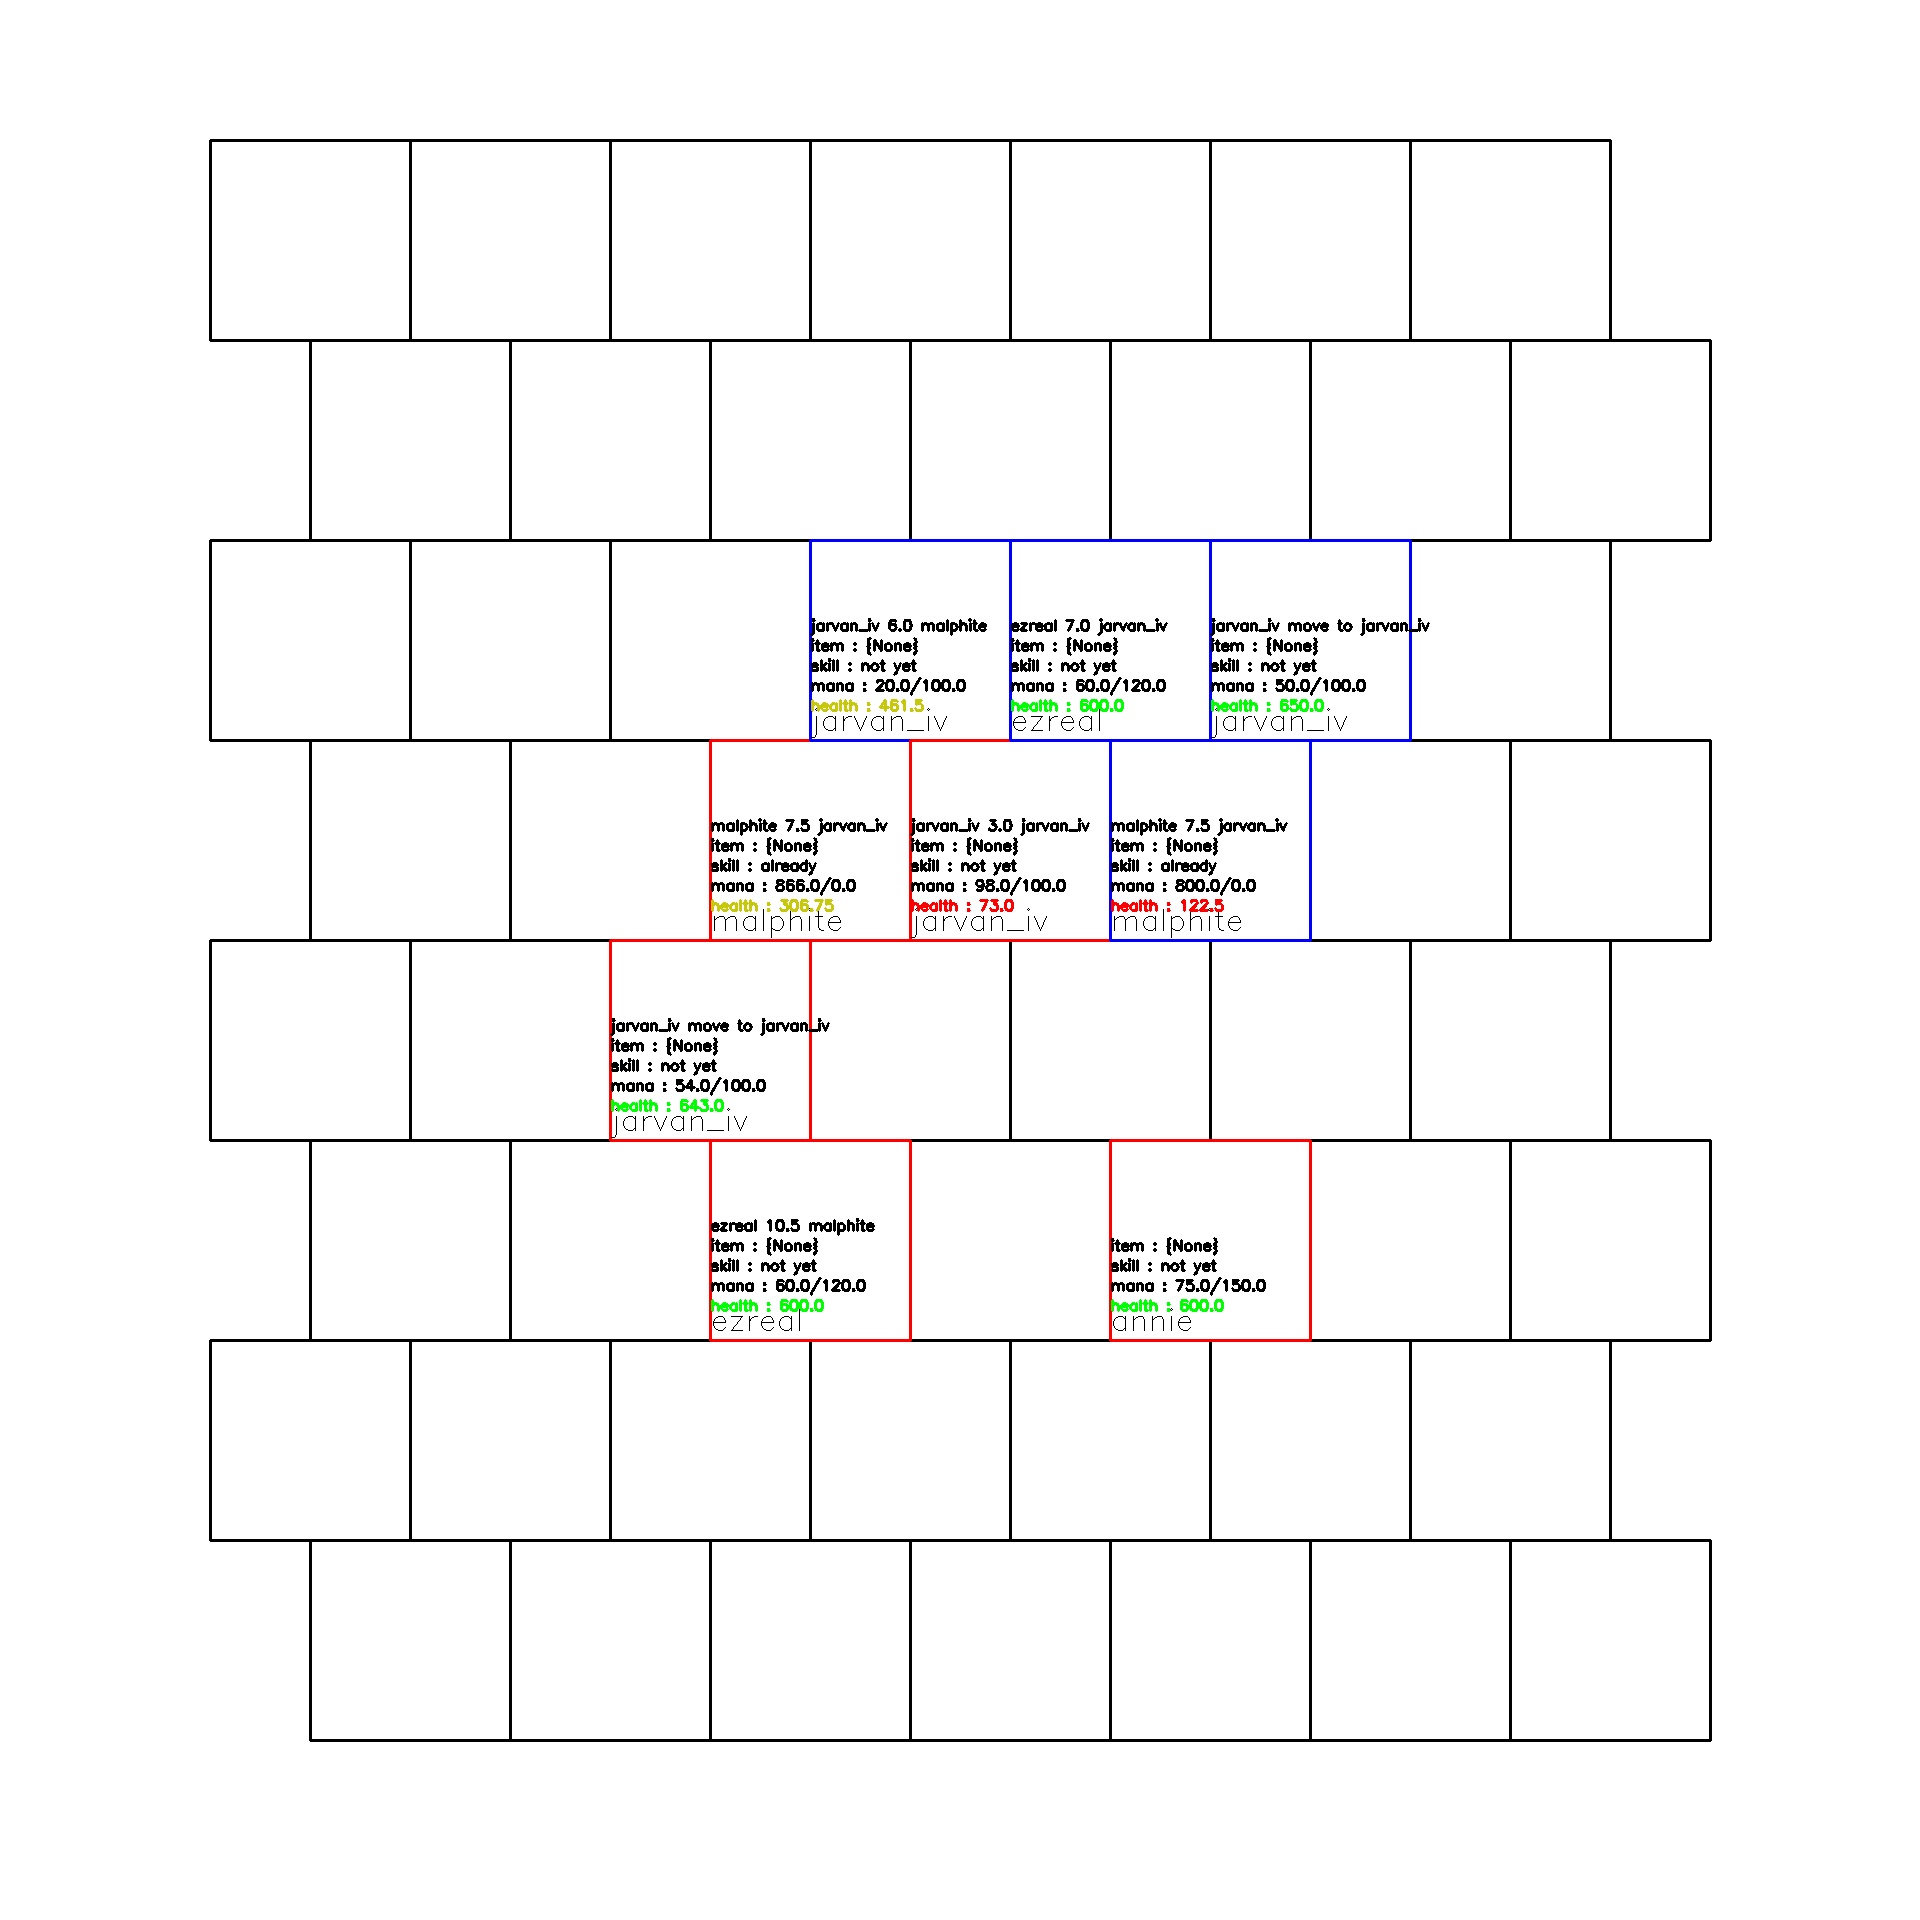 jarvan_iv 6.0 malphite
item : {None}
skill : not yet
mana : 20.0/100.0
health : 461.5
jarvan_iv
ezreal 7.0 jarvan_iv
item : {None}
skill : not yet
mana : 60.0/120.0
health : 600.0
ezreal
jarvan_iv move to jarvan_iv
item : {None}
skill : not yet
mana : 50.0/100.0
health : 650.0
jarvan_iv
malphite 7.5 jarvan_iv
item : {None}
skill : already
mana : 866.0/0.0
health : 306.75
malphite
jarvan_iv 3.0 jarvan_iv
item : {None}
skill : not yet
mana : 98.0/100.0
health : 73.0
jarvan_iv
malphite 7.5 jarvan_iv
item : {None}
skill : already
mana : 800.0/0.0
health : 122.5
malphite
jarvan_iv move to jarvan_iv
item : {None}
skill : not yet
mana : 54.0/100.0
health : 643.0
jarvan_iv
ezreal 10.5 malphite
item : {None}
skill : not yet
mana : 60.0/120.0
health : 600.0
ezreal
item : {None}
skill : not yet
mana : 75.0/150.0
health : 600.0
annie